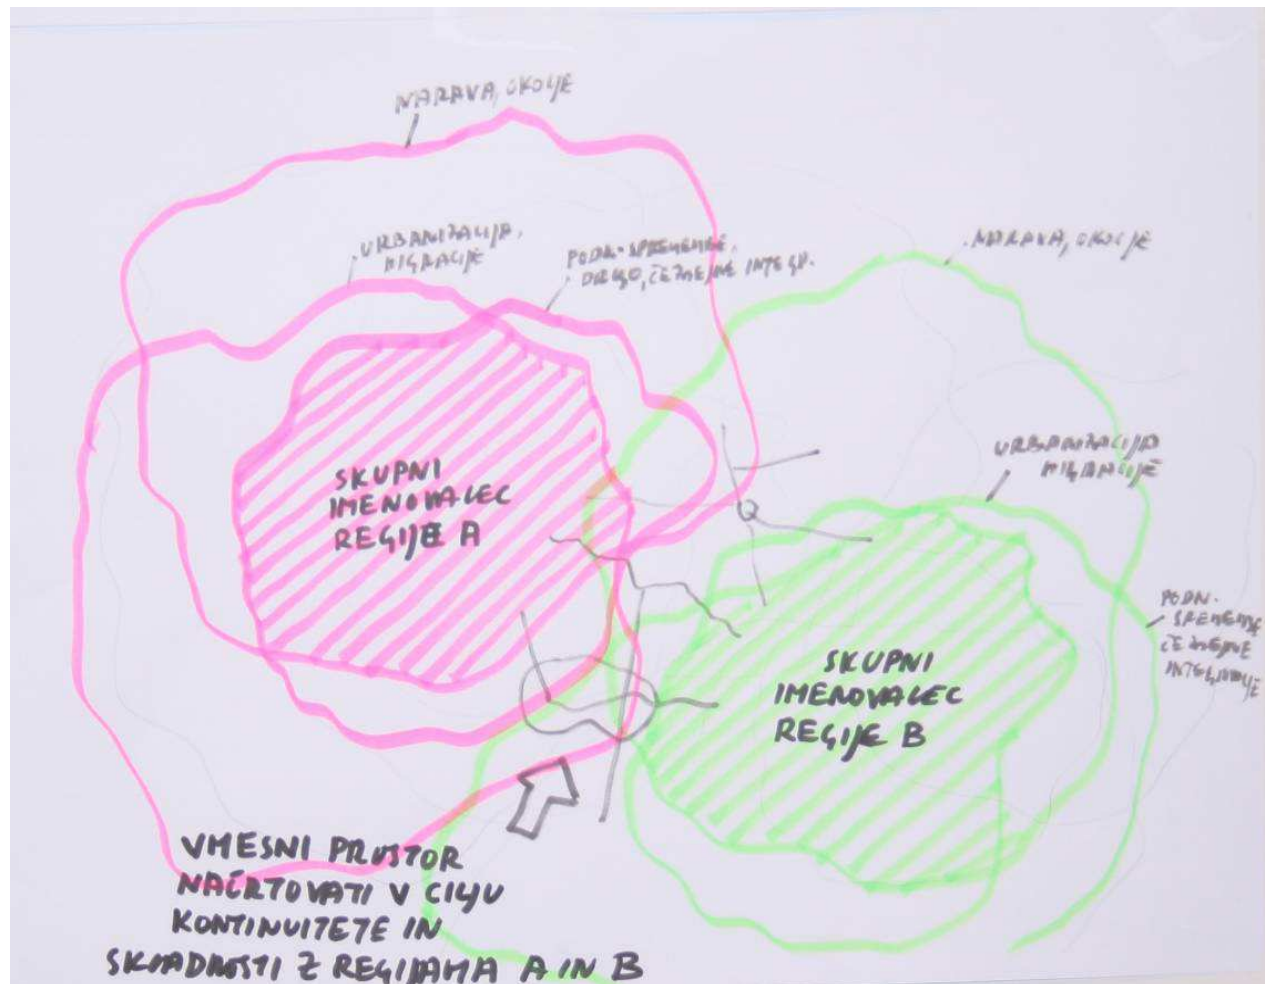 NARAVA, OKOLJE
URBANIZACIJA,
MIGRACIJE
PODN. SPREMEMBE,
DRUGO, ČEZMEJNE INTEGR.
NARAVA, OKOLJE
URBANIZACIJA
MIGRACIJE
PODN.
SPREMEMBE
ČEZMEJNE
INTEGRACIJE
SKUPNI
IMENOVALEC
REGIJE A
SKUPNI
IMENOVALEC
REGIJE B
VMESNI PROSTOR
NAČRTOVATI V CILJU
KONTINUITETE IN
SKLADNOSTI Z REGIJAMA A IN B